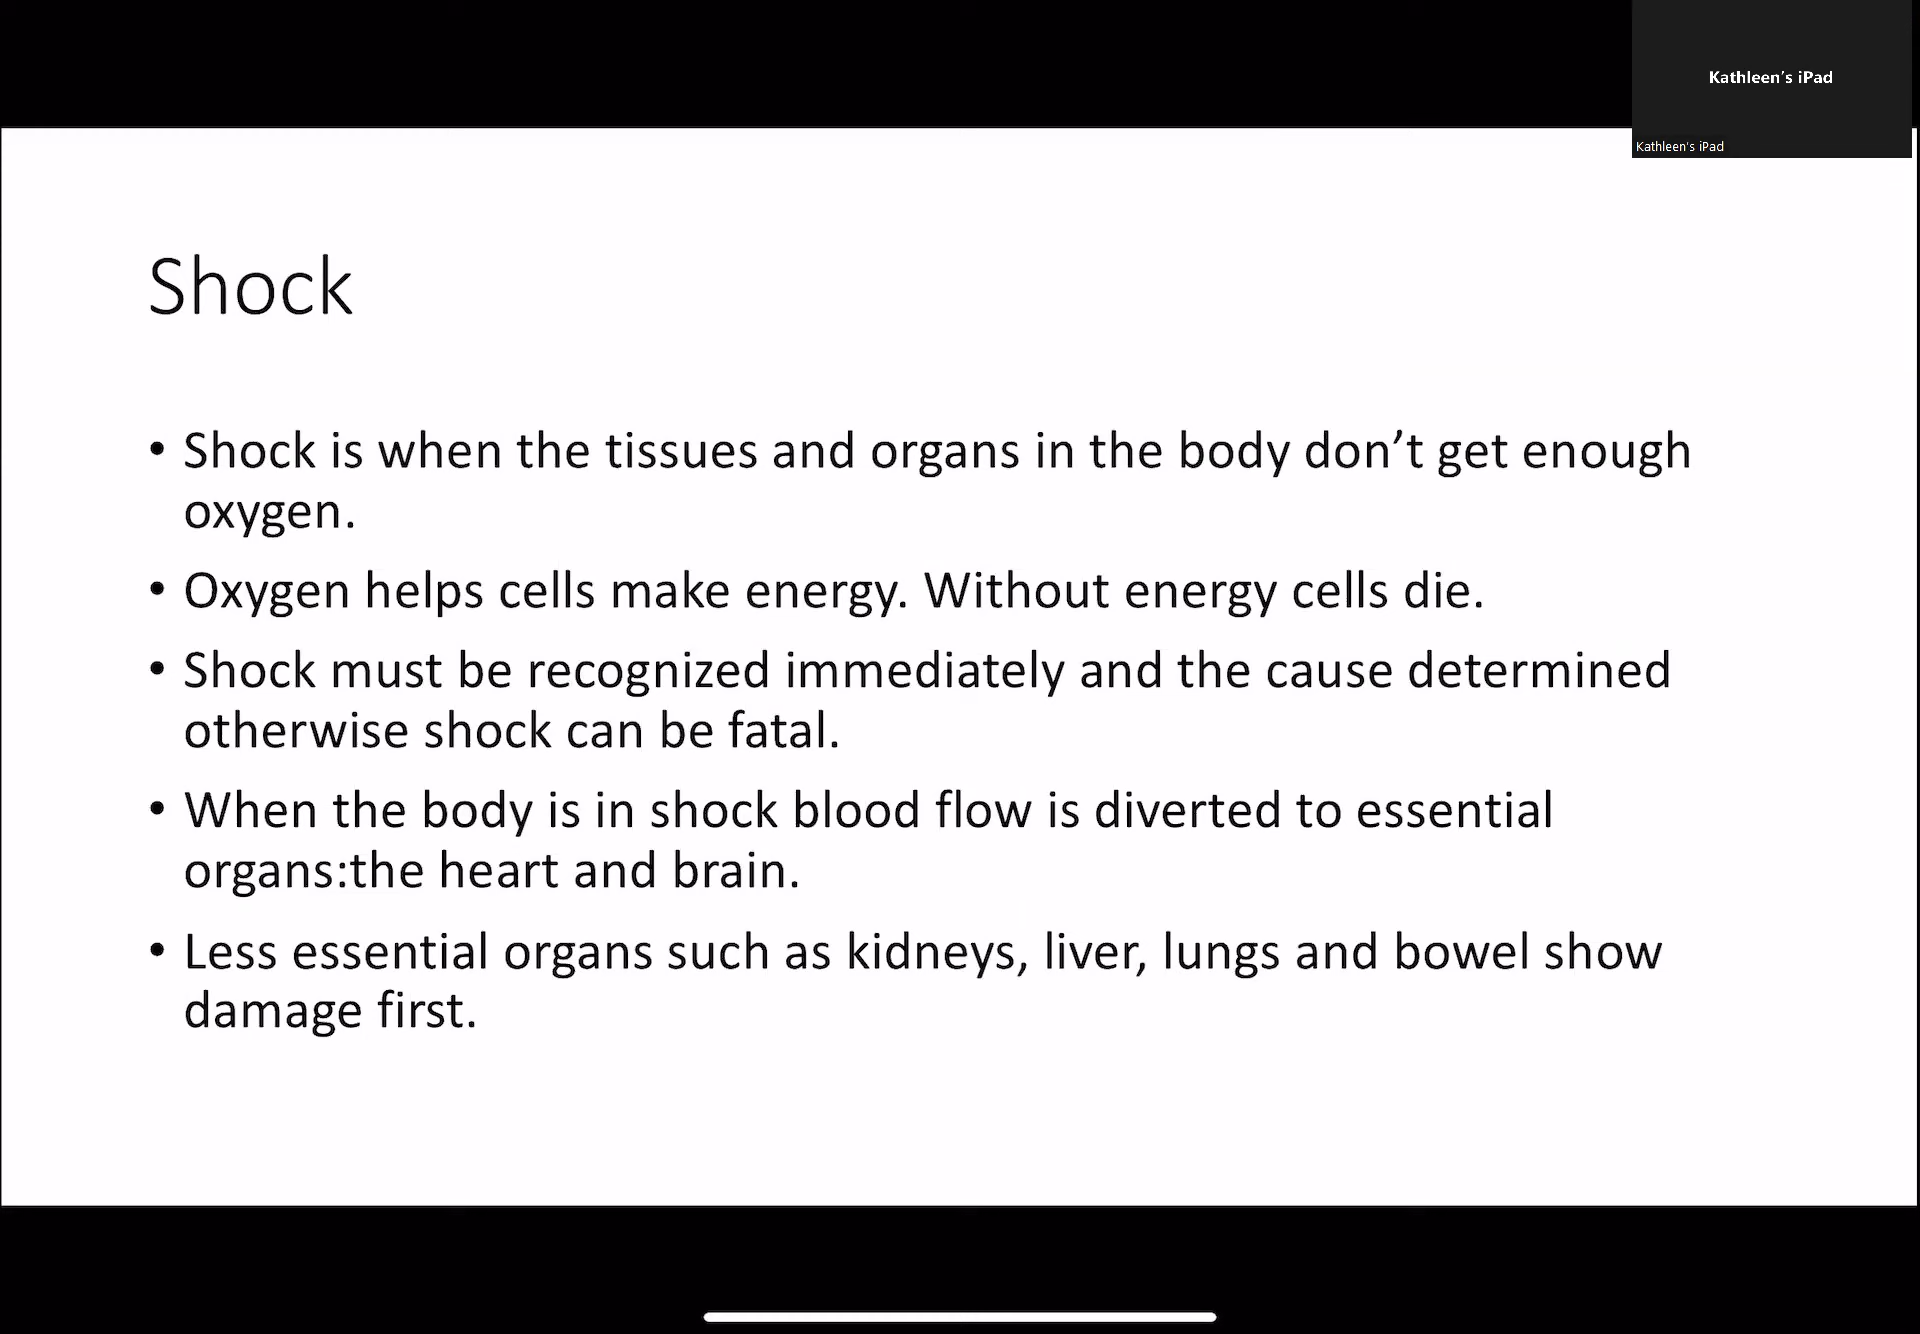 Kathleen's iPad
Kathleen's iPad
Shock
• Shock is when the tissues and organs in the body don't get enough
oxygen.
• Oxygen helps cells make energy. Without energy cells die.
• Shock must be recognized immediately and the cause determined
otherwise shock can be fatal.
• When the body is in shock blood flow is diverted to essential
organs:the heart and brain.
• Less essential organs such as kidneys, liver, lungs and bowel show
damage first.